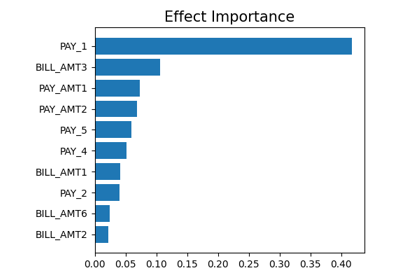 Effect Importance
PAY_1
BILL_AMT3
PAY_AMT1
PAY_AMT2
PAY_5
PAY_4
BILL_AMT1
PAY_2
BILL_AMT6
BILL_AMT2
0.00 0.05 0.10 0.15 0.20 0.25 0.30 0.35 0.40